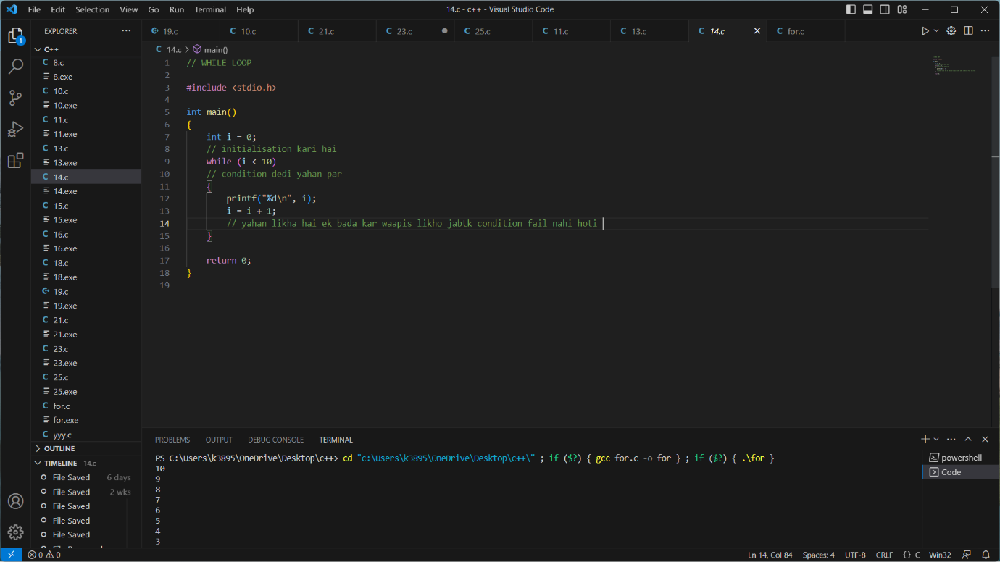 File Edit Selection View Go Run Terminal Help
14.c - c++ - Visual Studio Code
EXPLORER
19.c
10.c
21.c
23.c
25.c
11.c
13.c
14.c
for.c
C++
8.c
8.exe
10.c
10.exe
11.c
11.exe
13.c
13.exe
14.c
14.exe
15.c
15.exe
16.c
16.exe
18.c
18.exe
19.c
19.exe
21.c
21.exe
23.c
23.exe
25.c
25.exe
for.c
for.exe
yyy.c
OUTLINE
TIMELINE 14.c
File Saved 6 days
File Saved 2 wks
File Saved
File Saved
File Saved
14.c > main()
1 // WHILE LOOP
2
3 #include <stdio.h>
4
5 int main()
6 {
7 int i = 0;
8 // initialisation kari hai
9 while (i < 10)
10 // condition dedi yahan par
11 {
12 printf("%d\n", i);
13 i = i + 1;
14 // yahan likha hai ek bada kar waapis likho jabtk condition fail nahi hoti
15 }
16
17 return 0;
18 }
19
PROBLEMS OUTPUT DEBUG CONSOLE TERMINAL
PS C:\Users\k3895\OneDrive\Desktop\c++> cd "c:\Users\k3895\OneDrive\Desktop\c++\" ; if ($?) { gcc for.c -o for } ; if ($?) { .\for }
10
9
8
7
6
5
4
3
powershell
Code
0 0
Ln 14, Col 84 Spaces: 4 UTF-8 CRLF {} C Win32